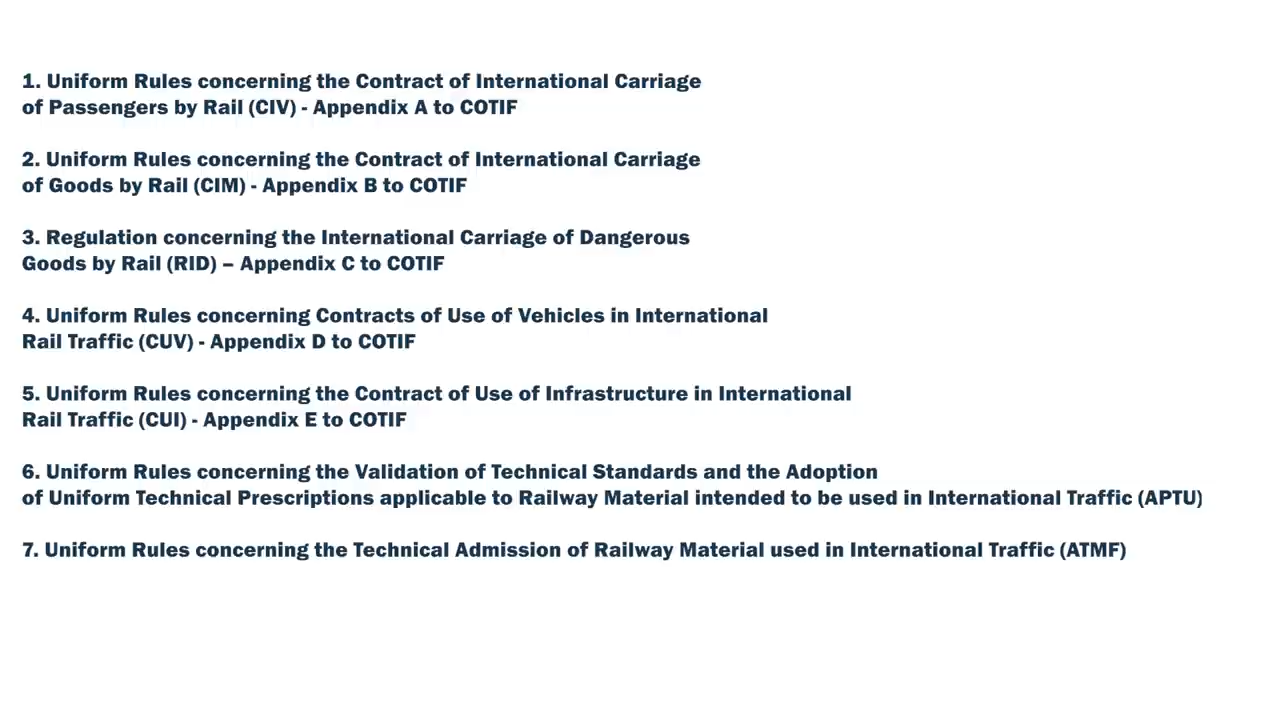 1. Uniform Rules concerning the Contract of International Carriage
of Passengers by Rail (CIV) - Appendix A to COTIF
2. Uniform Rules concerning the Contract of International Carriage
of Goods by Rail (CIM) - Appendix B to COTIF
3. Regulation concerning the International Carriage of Dangerous
Goods by Rail (RID) – Appendix C to COTIF
4. Uniform Rules concerning Contracts of Use of Vehicles in International
Rail Traffic (CUV) - Appendix D to COTIF
5. Uniform Rules concerning the Contract of Use of Infrastructure in International
Rail Traffic (CUI) - Appendix E to COTIF
6. Uniform Rules concerning the Validation of Technical Standards and the Adoption
of Uniform Technical Prescriptions applicable to Railway Material intended to be used in International Traffic (APTU)
7. Uniform Rules concerning the Technical Admission of Railway Material used in International Traffic (ATMF)